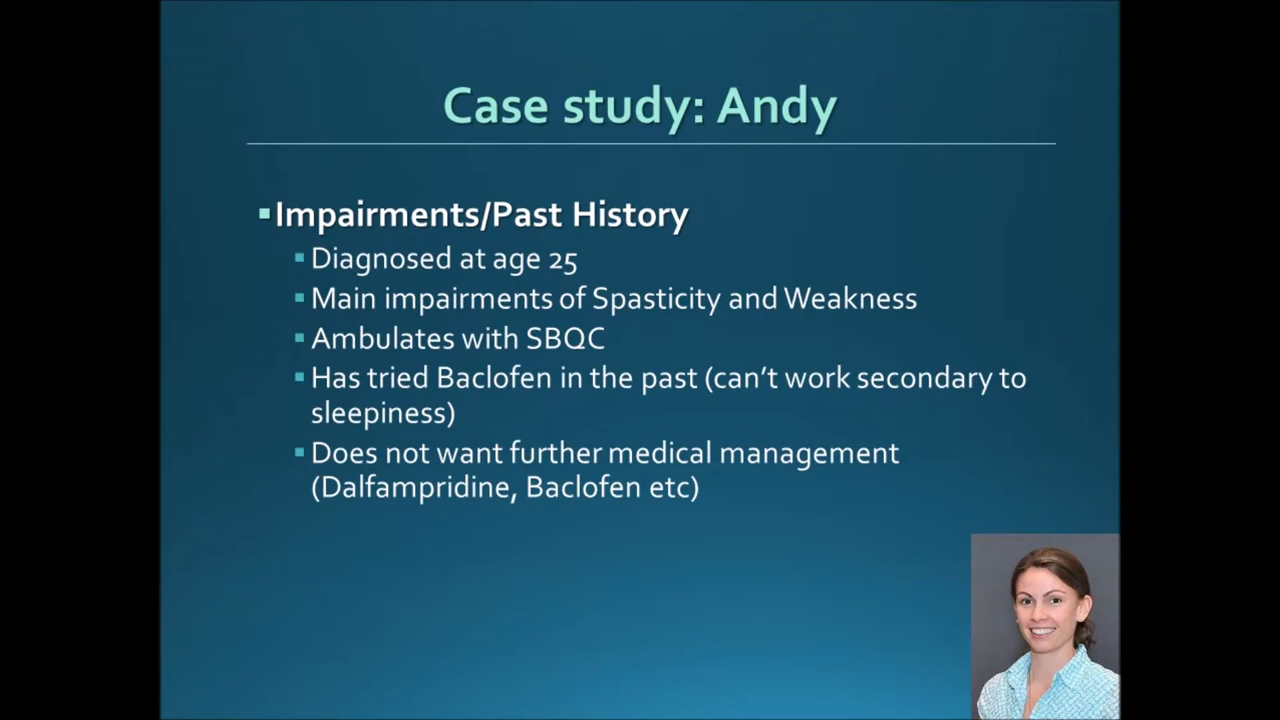 Case study: Andy
Impairments/Past History
Diagnosed at age 25
Main impairments of Spasticity and Weakness
Ambulates with SBQC
Has tried Baclofen in the past (can't work secondary to
sleepiness)
Does not want further medical management
(Dalfampridine, Baclofen etc)